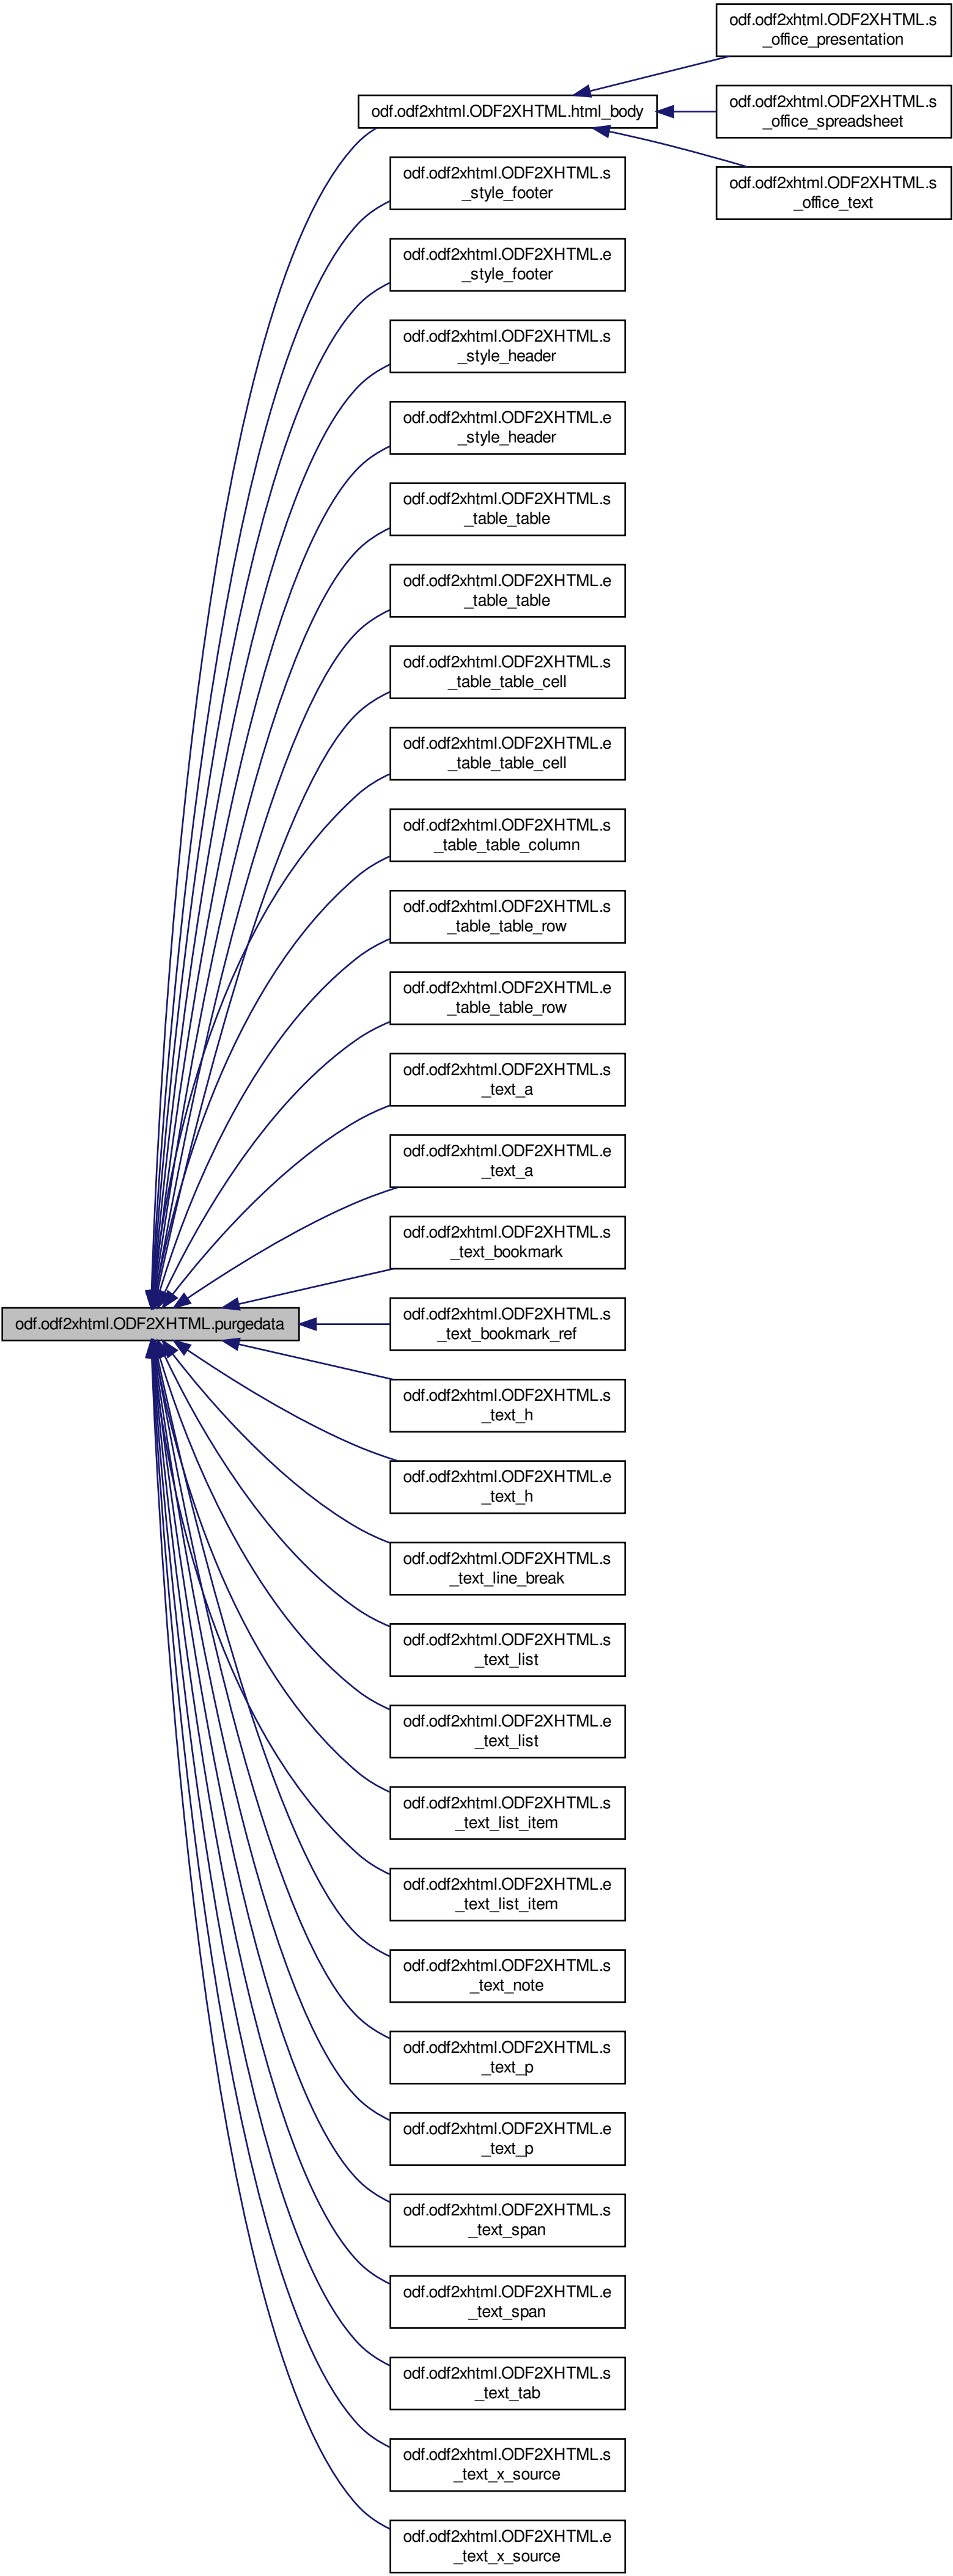 odf.odf2xhtml.ODF2XHTML.s
_office_presentation
odf.odf2xhtml.ODF2XHTML.html_body
odf.odf2xhtml.ODF2XHTML.s
_office_spreadsheet
odf.odf2xhtml.ODF2XHTML.s
_office_text
odf.odf2xhtml.ODF2XHTML.s
_style_footer
odf.odf2xhtml.ODF2XHTML.e
_style_footer
odf.odf2xhtml.ODF2XHTML.s
_style_header
odf.odf2xhtml.ODF2XHTML.e
_style_header
odf.odf2xhtml.ODF2XHTML.s
_table_table
odf.odf2xhtml.ODF2XHTML.e
_table_table
odf.odf2xhtml.ODF2XHTML.s
_table_table_cell
odf.odf2xhtml.ODF2XHTML.e
_table_table_cell
odf.odf2xhtml.ODF2XHTML.s
_table_table_column
odf.odf2xhtml.ODF2XHTML.s
_table_table_row
odf.odf2xhtml.ODF2XHTML.e
_table_table_row
odf.odf2xhtml.ODF2XHTML.s
_text_a
odf.odf2xhtml.ODF2XHTML.e
_text_a
odf.odf2xhtml.ODF2XHTML.s
_text_bookmark
odf.odf2xhtml.ODF2XHTML.purgedata
odf.odf2xhtml.ODF2XHTML.s
_text_bookmark_ref
odf.odf2xhtml.ODF2XHTML.s
_text_h
odf.odf2xhtml.ODF2XHTML.e
_text_h
odf.odf2xhtml.ODF2XHTML.s
_text_line_break
odf.odf2xhtml.ODF2XHTML.s
_text_list
odf.odf2xhtml.ODF2XHTML.e
_text_list
odf.odf2xhtml.ODF2XHTML.s
_text_list_item
odf.odf2xhtml.ODF2XHTML.e
_text_list_item
odf.odf2xhtml.ODF2XHTML.s
_text_note
odf.odf2xhtml.ODF2XHTML.s
_text_p
odf.odf2xhtml.ODF2XHTML.e
_text_p
odf.odf2xhtml.ODF2XHTML.s
_text_span
odf.odf2xhtml.ODF2XHTML.e
_text_span
odf.odf2xhtml.ODF2XHTML.s
_text_tab
odf.odf2xhtml.ODF2XHTML.s
_text_x_source
odf.odf2xhtml.ODF2XHTML.e
_text_x_source